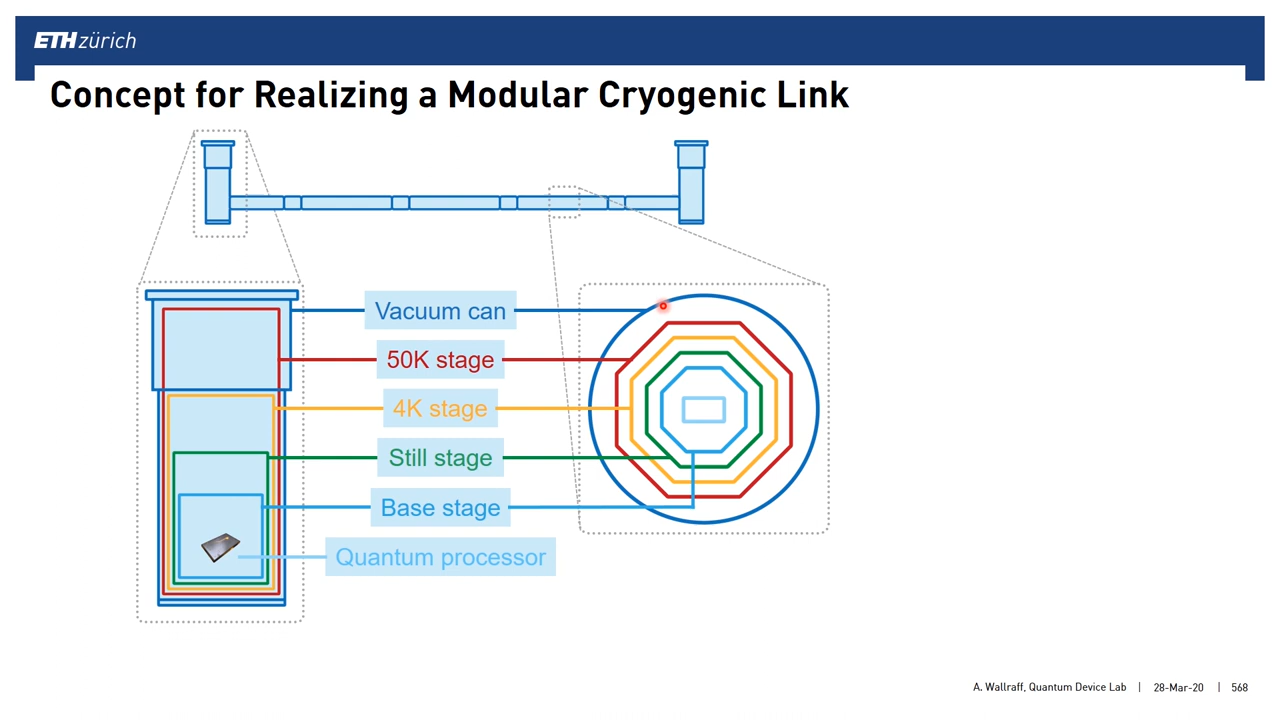 ETH zürich
Concept for Realizing a Modular Cryogenic Link
Vacuum can
50K stage
4K stage
Still stage
Base stage
Quantum processor
A. Wallraff, Quantum Device Lab | 28-Mar-20 | 568